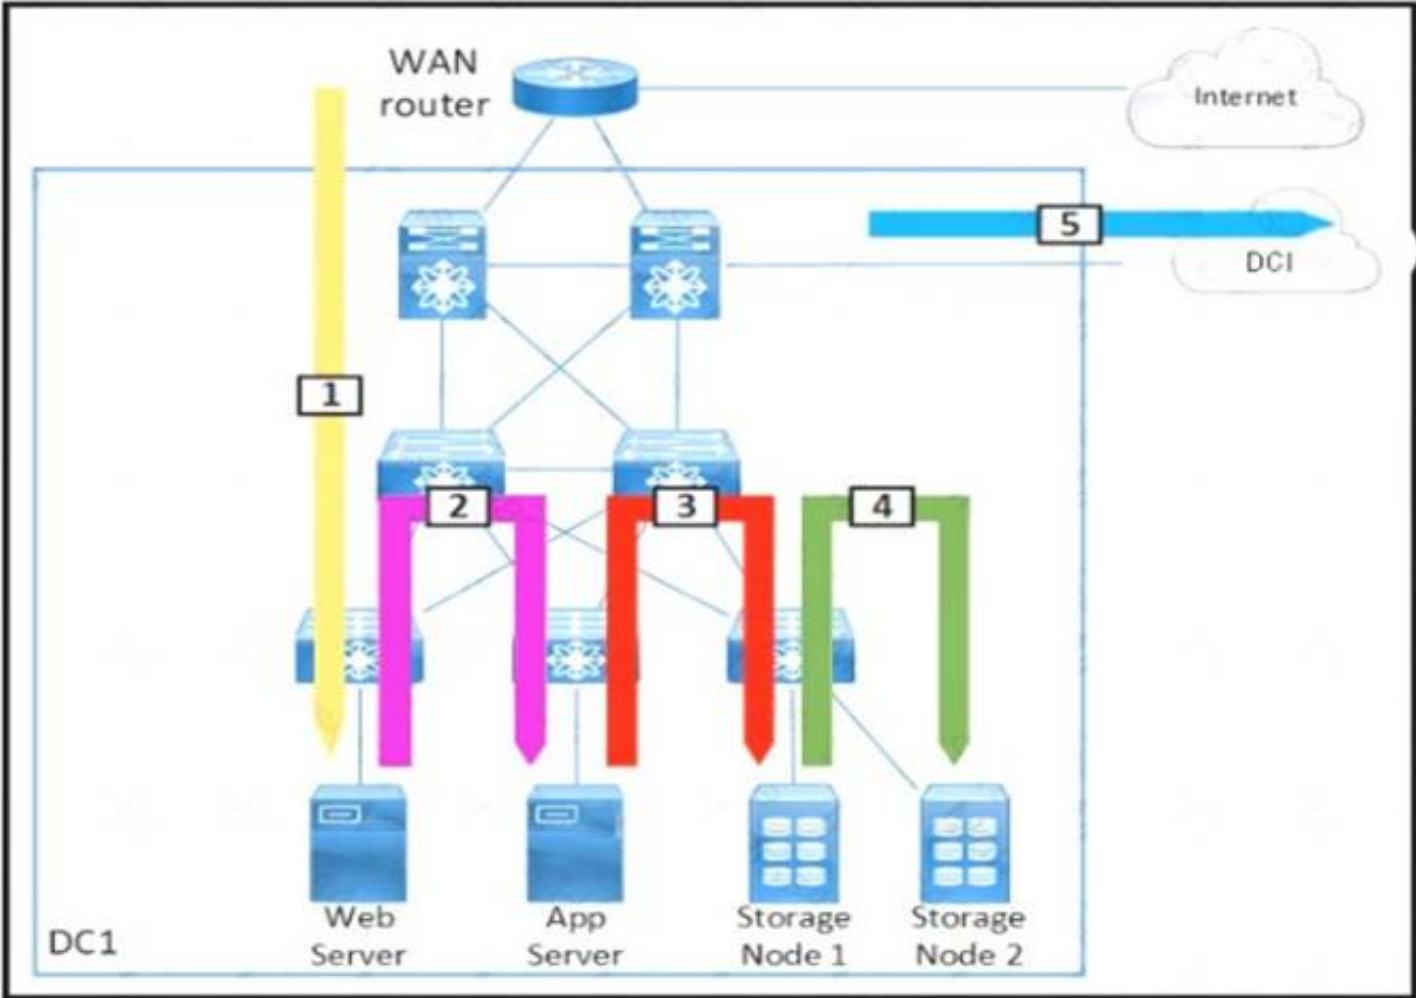 WAN
router
Internet
5
DCI
1
2
3
4
Web
Server
App
Server
Storage
Node 1
Storage
Node 2
DC1